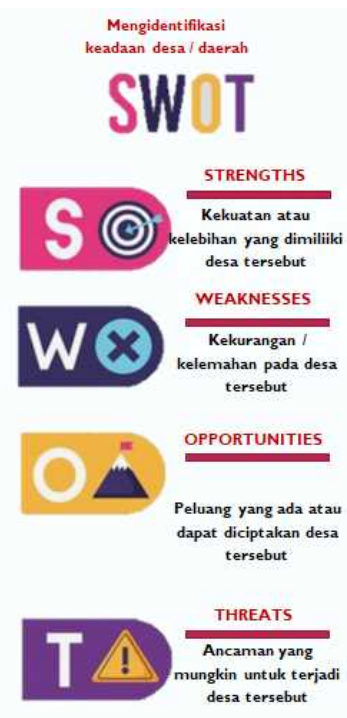 Mengidentifikasi
keadaan desa / daerah
SWOT
S
STRENGTHS
Kekuatan atau
kelebihan yang dimiliiki
desa tersebut
W
WEAKNESSES
Kekurangan /
kelemahan pada desa
tersebut
O
OPPORTUNITIES
Peluang yang ada atau
dapat diciptakan desa
tersebut
T
THREATS
Ancaman yang
mungkin untuk terjadi
desa tersebut